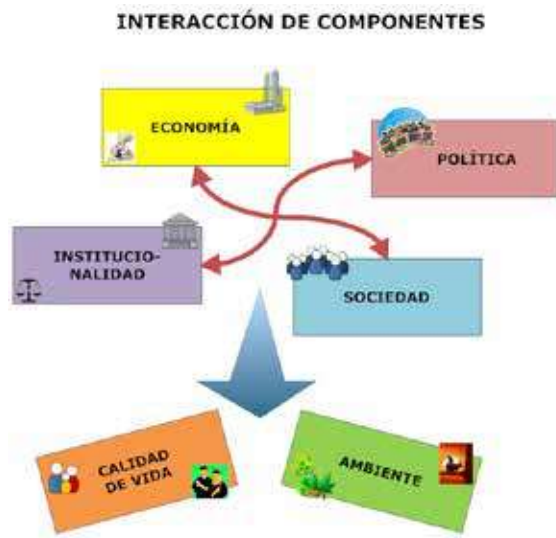 INTERACCIÓN DE COMPONENTES
ECONOMÍA
POLÍTICA
INSTITUCIO-
NALIDAD
SOCIEDAD
CALIDAD
DE VIDA
AMBIENTE